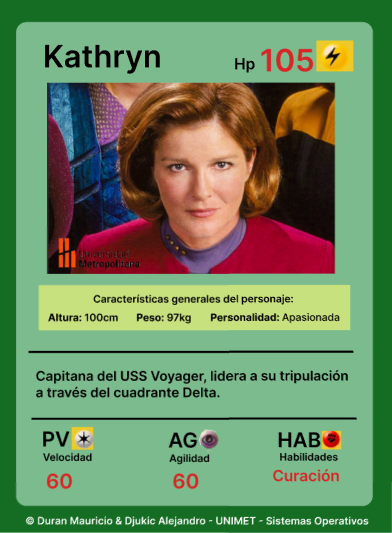 Kathryn
Hp 105
Universidad
Metropolitana
Características generales del personaje:
Altura: 100cm Peso: 97kg Personalidad: Apasionada
Capitana del USS Voyager, lidera a su tripulación
a través del cuadrante Delta.
PV AG HAB
Velocidad Agilidad Habilidades
60 60 Curación
© Duran Mauricio & Djukic Alejandro - UNIMET - Sistemas Operativos